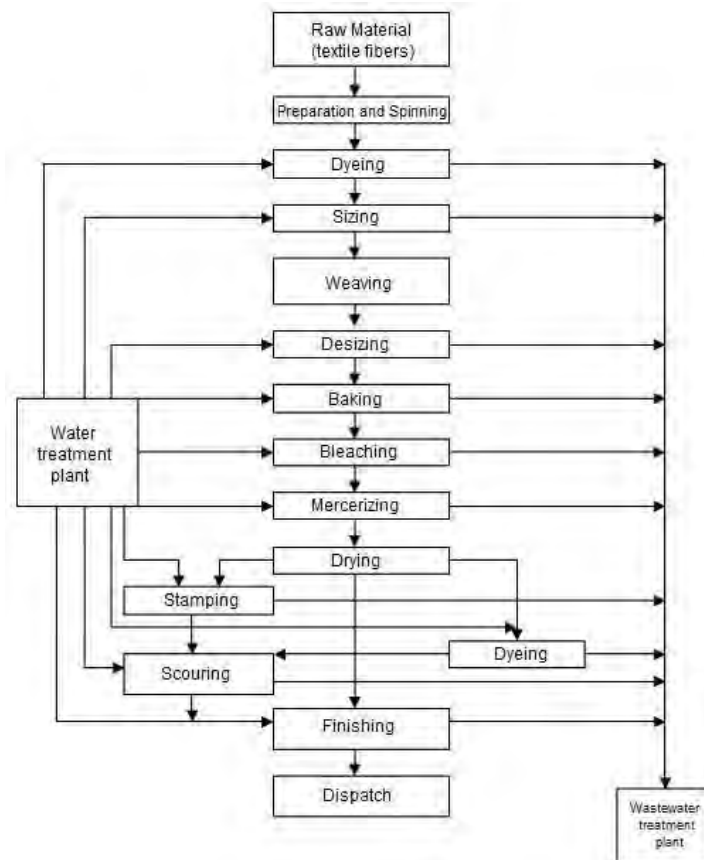 Raw Material
(textile fibers)
Preparation and Spinning
Dyeing
Sizing
Weaving
Desizing
Baking
Water
treatment
plant
Bleaching
Mercerizing
Drying
Stamping
Dyeing
Scouring
Finishing
Dispatch
Wastewater
treatment
plant